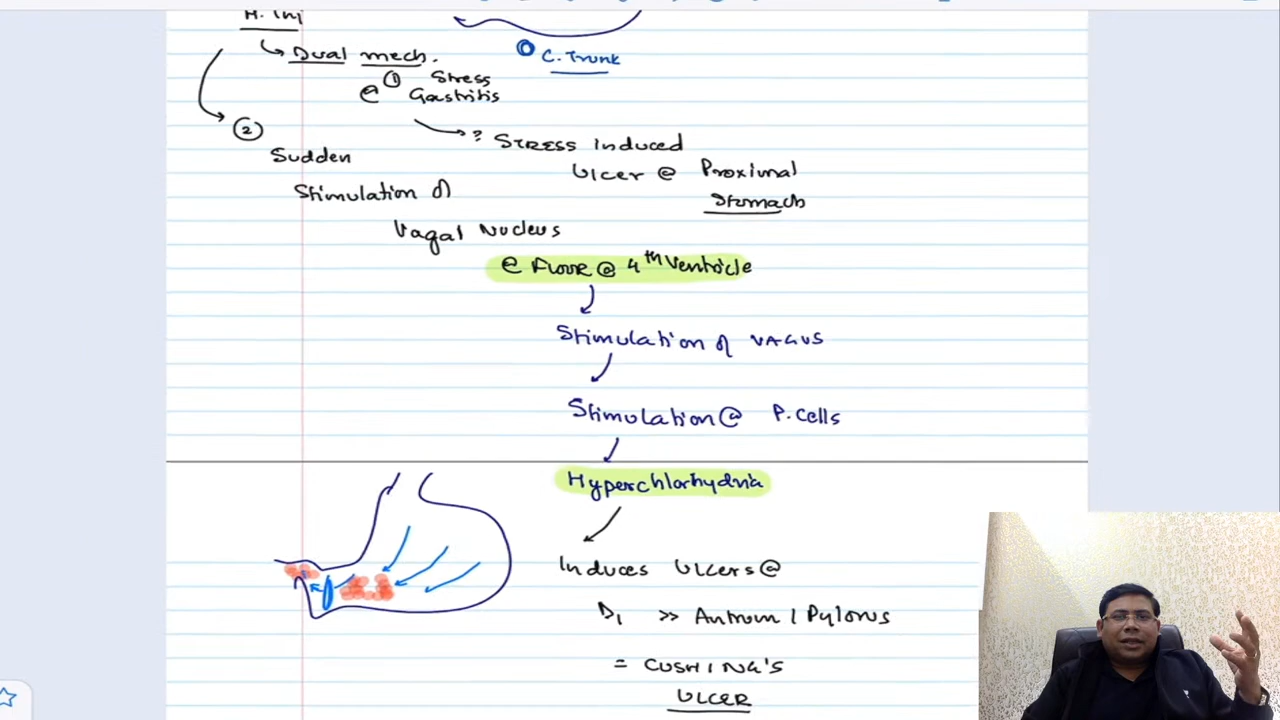 H. Inj
Dual mech.
① Stress
@ Gastritis
① C. Trunk
? STRESS Induced
Ulcer @ Proximal
Stomach
②
Sudden
Stimulation of
Vagal Nucleus
@ Floor @ 4th Ventricle
Stimulation of VAGUS
Stimulation @ P. Cells
Hyperchlorhydria
Induces Ulcers @
D1 >> Antrum / Pylorus
= CUSHING'S
ULCER